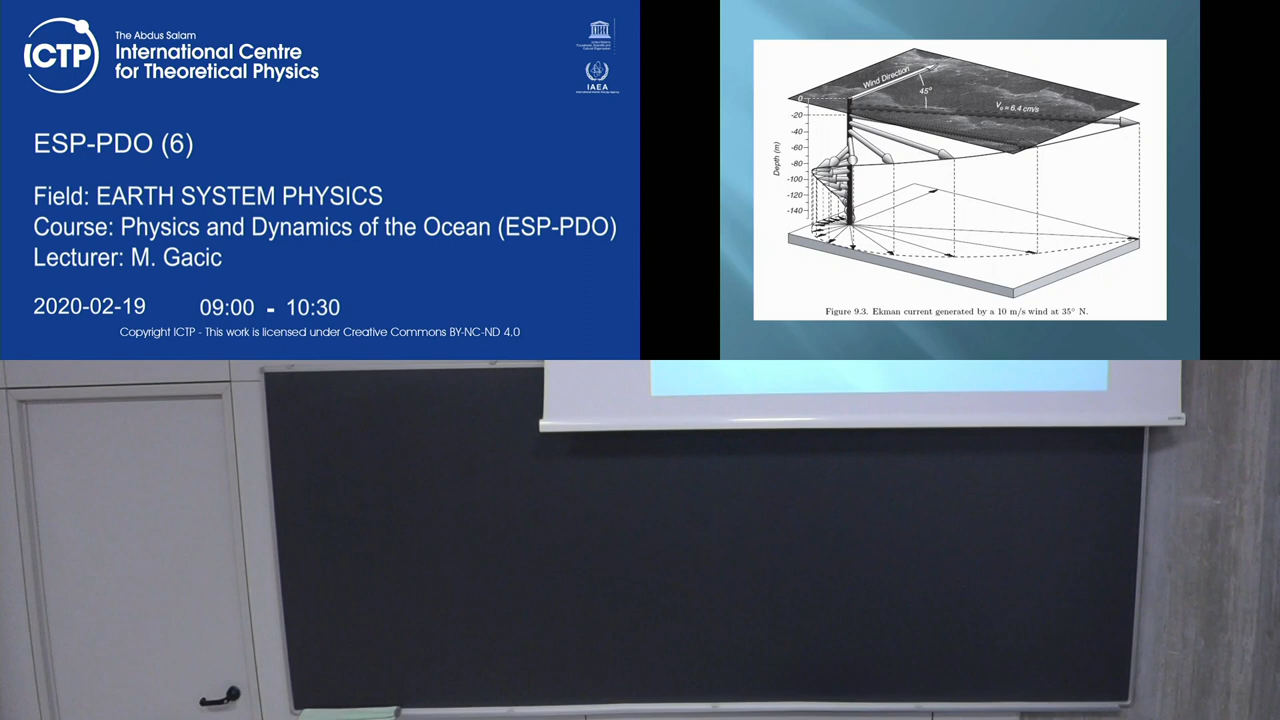 ICTP
The Abdus Salam
International Centre
for Theoretical Physics
IAEA
ESP-PDO (6)
Field: EARTH SYSTEM PHYSICS
Course: Physics and Dynamics of the Ocean (ESP-PDO)
Lecturer: M. Gacic
2020-02-19 09:00 - 10:30
Copyright ICTP - This work is licensed under Creative Commons BY-NC-ND 4.0
Wind Direction
45°
V₀ = 6.4 cm/s
Depth (m)
0
-20
-40
-60
-80
-100
-120
-140
Figure 9.3. Ekman current generated by a 10 m/s wind at 35° N.